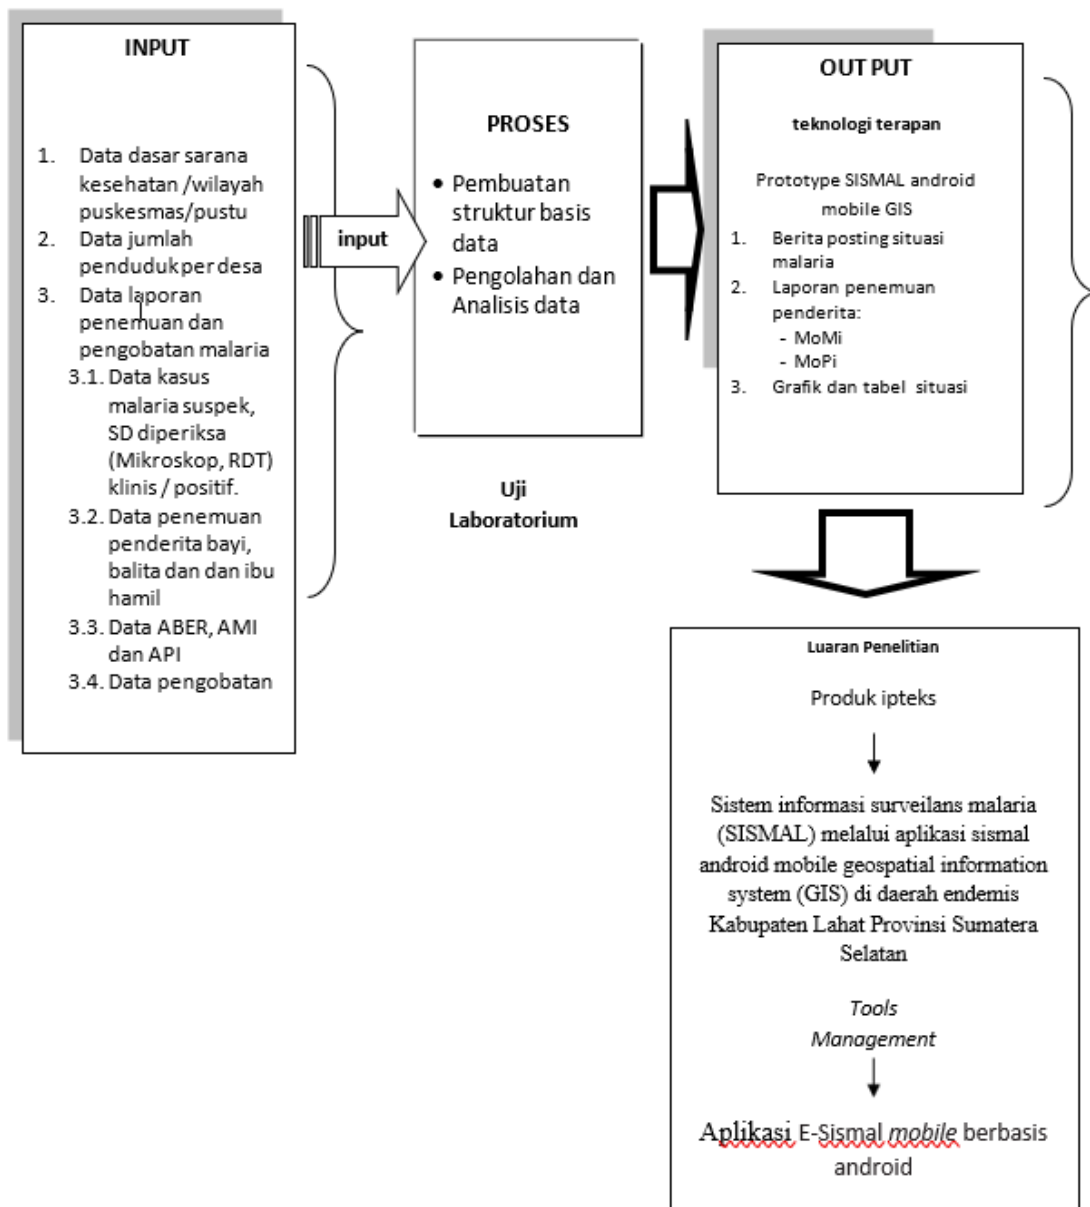 INPUT
1. Data dasar sarana
kesehatan /wilayah
puskesmas/pustu
2. Data jumlah
penduduk per desa
3. Data laporan
penemuan dan
pengobatan malaria
3.1. Data kasus
malaria suspek,
SD diperiksa
(Mikroskop, RDT)
klinis / positif.
3.2. Data penemuan
penderita bayi,
balita dan dan ibu
hamil
3.3. Data ABER, AMI
dan API
3.4. Data pengobatan
input
PROSES
• Pembuatan
struktur basis
data
• Pengolahan dan
Analisis data
Uji
Laboratorium
OUT PUT
teknologi terapan
Prototype SISMAL android
mobile GIS
1. Berita posting situasi
malaria
2. Laporan penemuan
penderita:
- MoMi
- MoPi
3. Grafik dan tabel situasi
Luaran Penelitian
Produk ipteks
Sistem informasi surveilans malaria
(SISMAL) melalui aplikasi sismal
android mobile geospatial information
system (GIS) di daerah endemis
Kabupaten Lahat Provinsi Sumatera
Selatan
Tools
Management
Aplikasi E-Sismal mobile berbasis
android